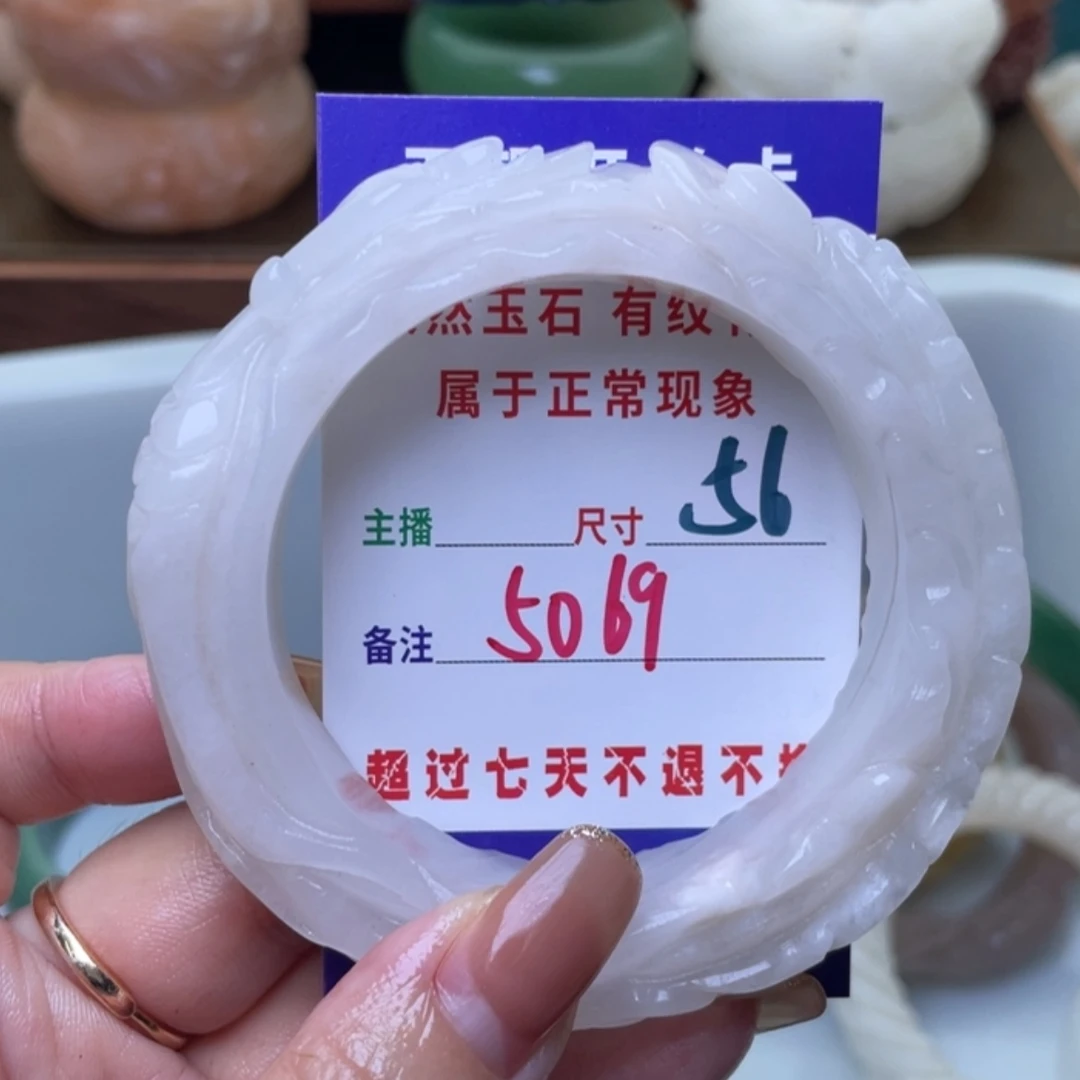 然玉石 有纹
属于正常现象
主播 尺寸 56
备注 5069
超过七天不退不